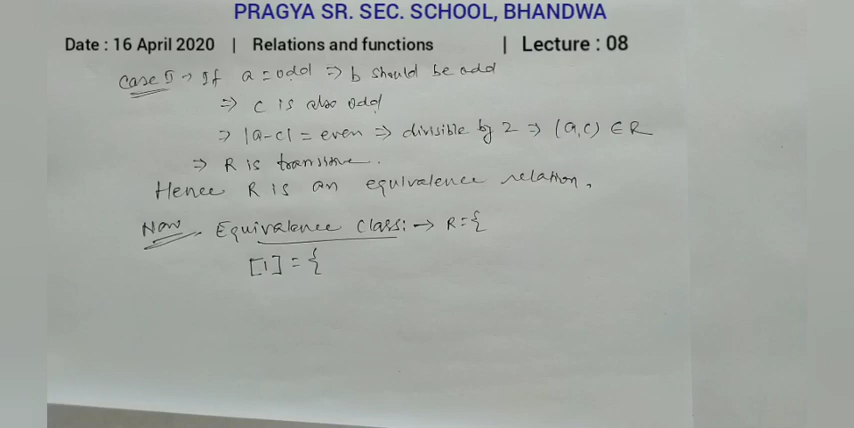 PRAGYA SR. SEC. SCHOOL, BHANDWA
Date : 16 April 2020 | Relations and functions | Lecture : 08
Case I → If a = odd ⇒ b should be odd
⇒ c is also odd
⇒ |a-c| = even ⇒ divisible by 2 ⇒ (a,c) ∈ R
⇒ R is transitive.
Hence R is an equivalence relation.
Now Equivalence Class: → R = {
[1] = {